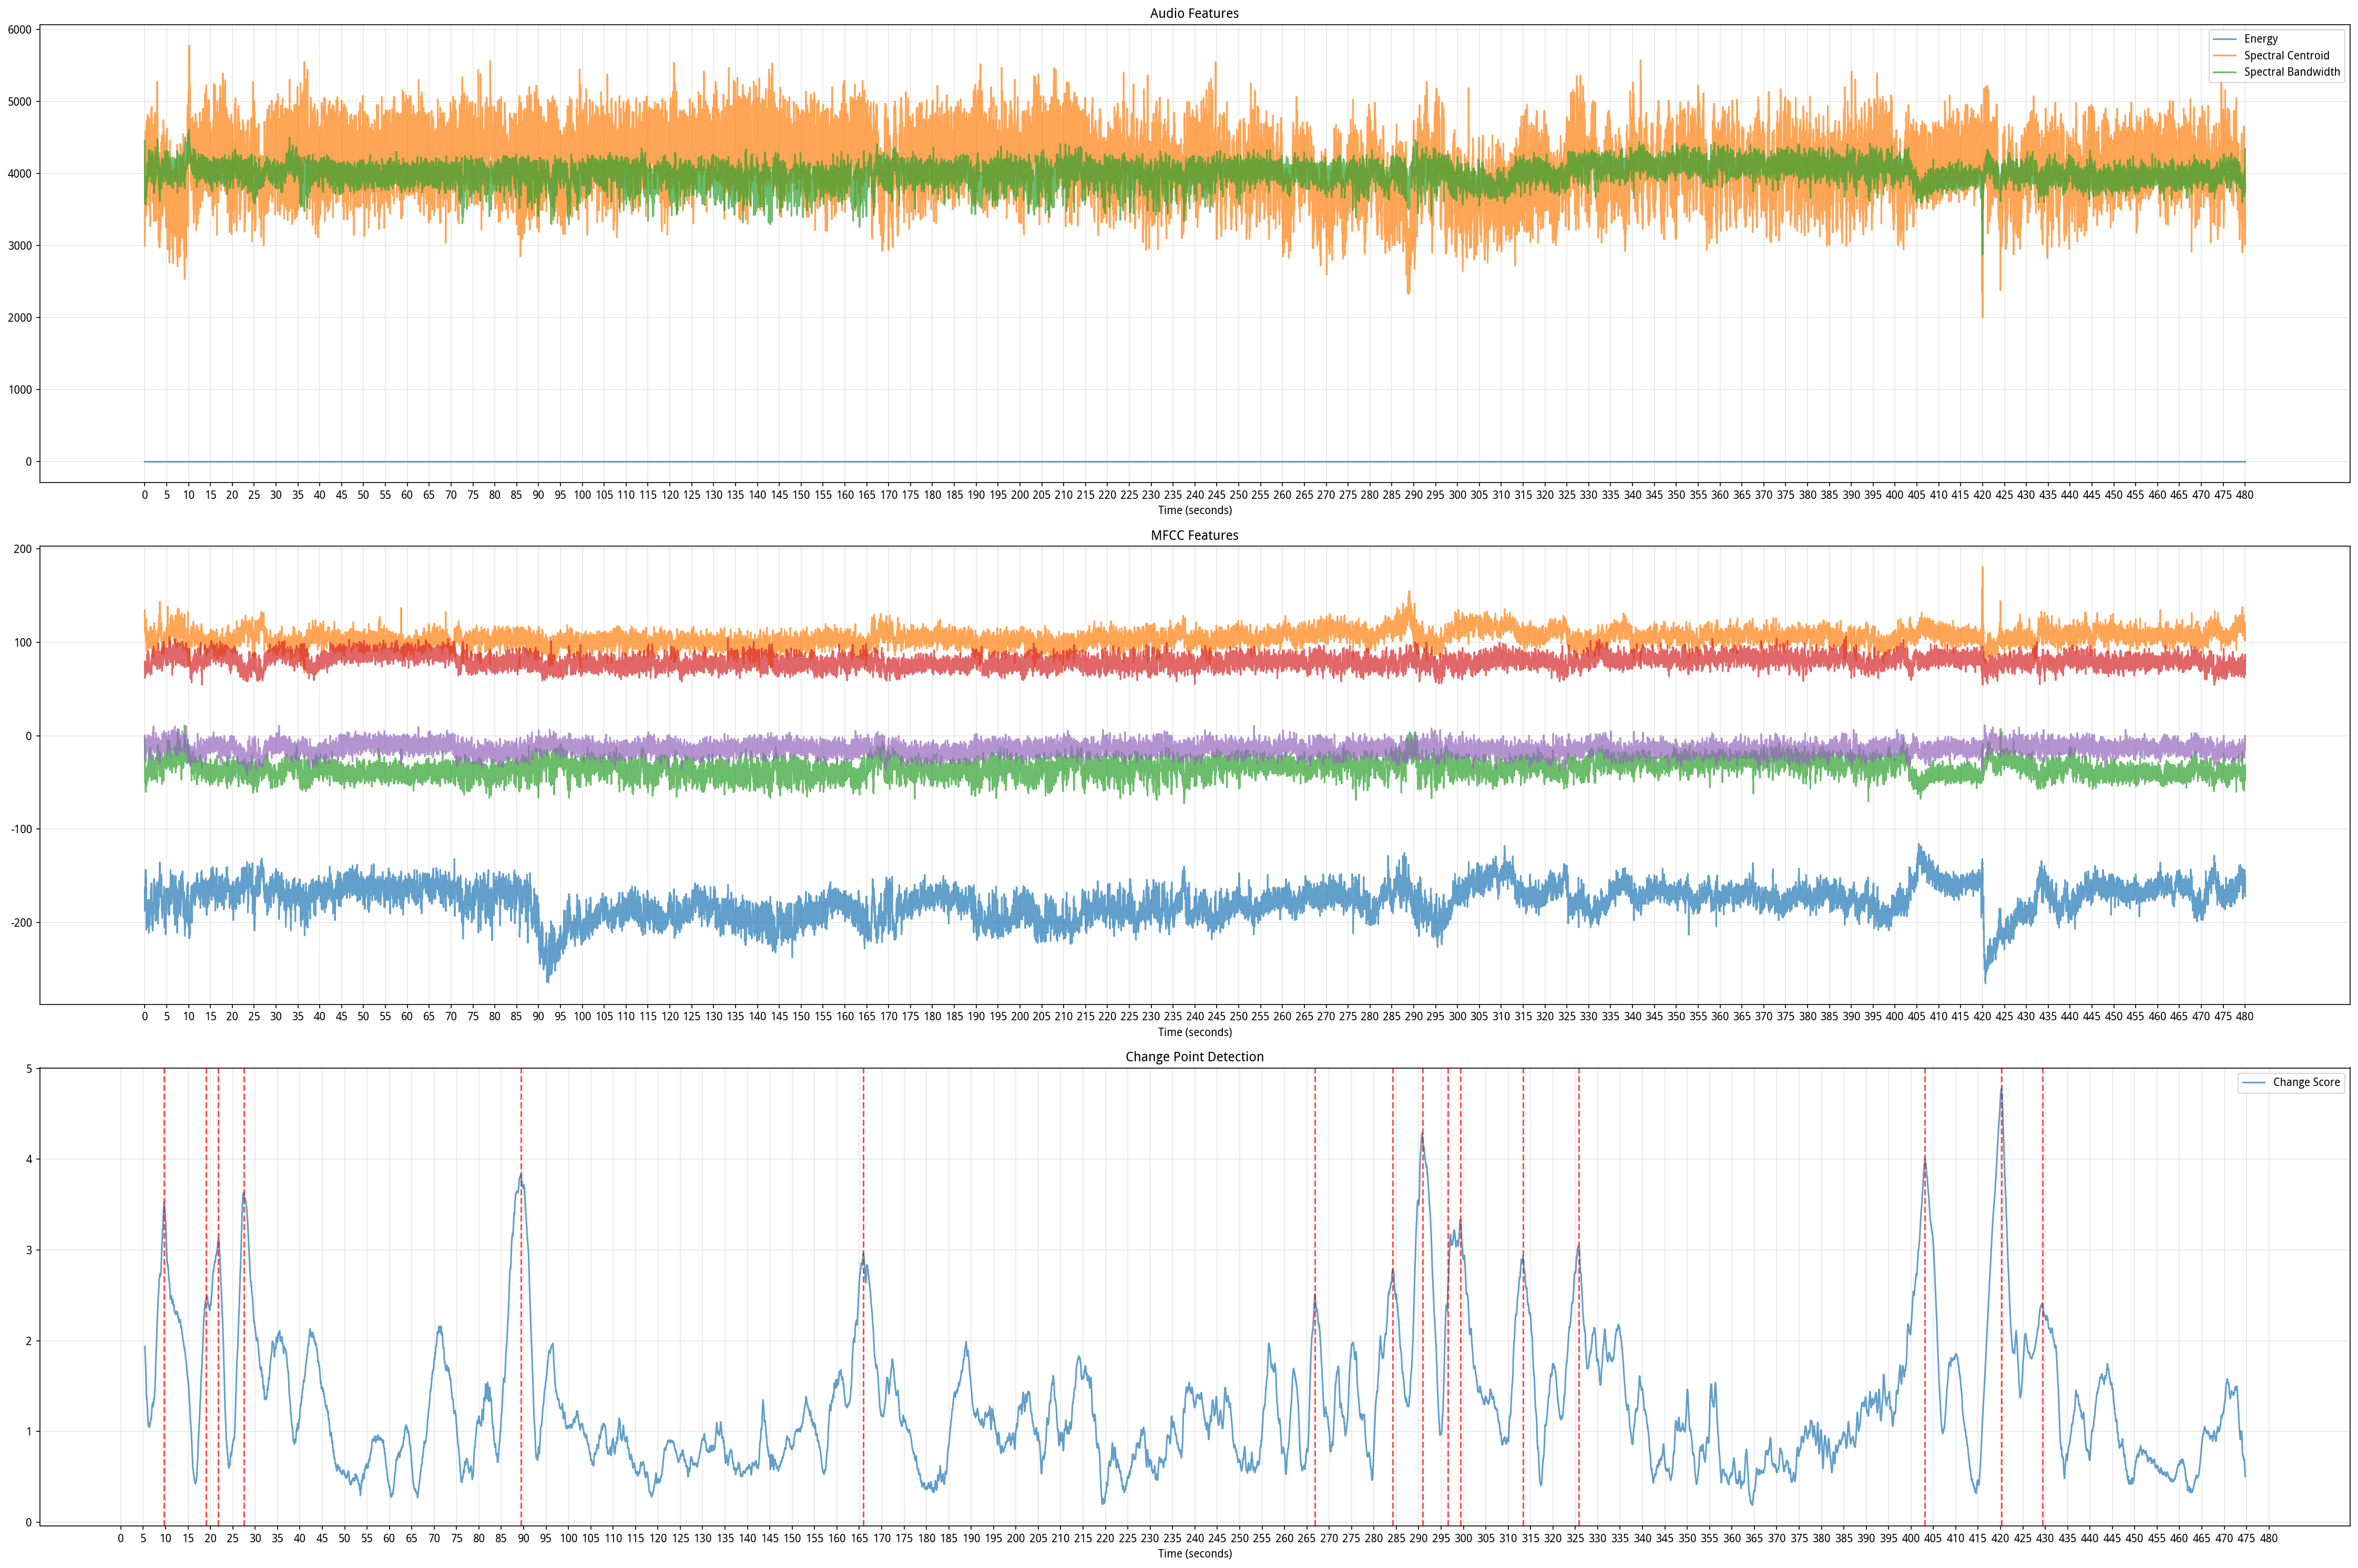 Audio Features
Energy
Spectral Centroid
Spectral Bandwidth
6000
5000
4000
3000
2000
1000
0
0 5 10 15 20 25 30 35 40 45 50 55 60 65 70 75 80 85 90 95 100 105 110 115 120 125 130 135 140 145 150 155 160 165 170 175 180 185 190 195 200 205 210 215 220 225 230 235 240 245 250 255 260 265 270 275 280 285 290 295 300 305 310 315 320 325 330 335 340 345 350 355 360 365 370 375 380 385 390 395 400 405 410 415 420 425 430 435 440 445 450 455 460 465 470 475 480
Time (seconds)
MFCC Features
200
100
0
-100
-200
0 5 10 15 20 25 30 35 40 45 50 55 60 65 70 75 80 85 90 95 100 105 110 115 120 125 130 135 140 145 150 155 160 165 170 175 180 185 190 195 200 205 210 215 220 225 230 235 240 245 250 255 260 265 270 275 280 285 290 295 300 305 310 315 320 325 330 335 340 345 350 355 360 365 370 375 380 385 390 395 400 405 410 415 420 425 430 435 440 445 450 455 460 465 470 475 480
Time (seconds)
Change Point Detection
Change Score
5
4
3
2
1
0
0 5 10 15 20 25 30 35 40 45 50 55 60 65 70 75 80 85 90 95 100 105 110 115 120 125 130 135 140 145 150 155 160 165 170 175 180 185 190 195 200 205 210 215 220 225 230 235 240 245 250 255 260 265 270 275 280 285 290 295 300 305 310 315 320 325 330 335 340 345 350 355 360 365 370 375 380 385 390 395 400 405 410 415 420 425 430 435 440 445 450 455 460 465 470 475 480
Time (seconds)